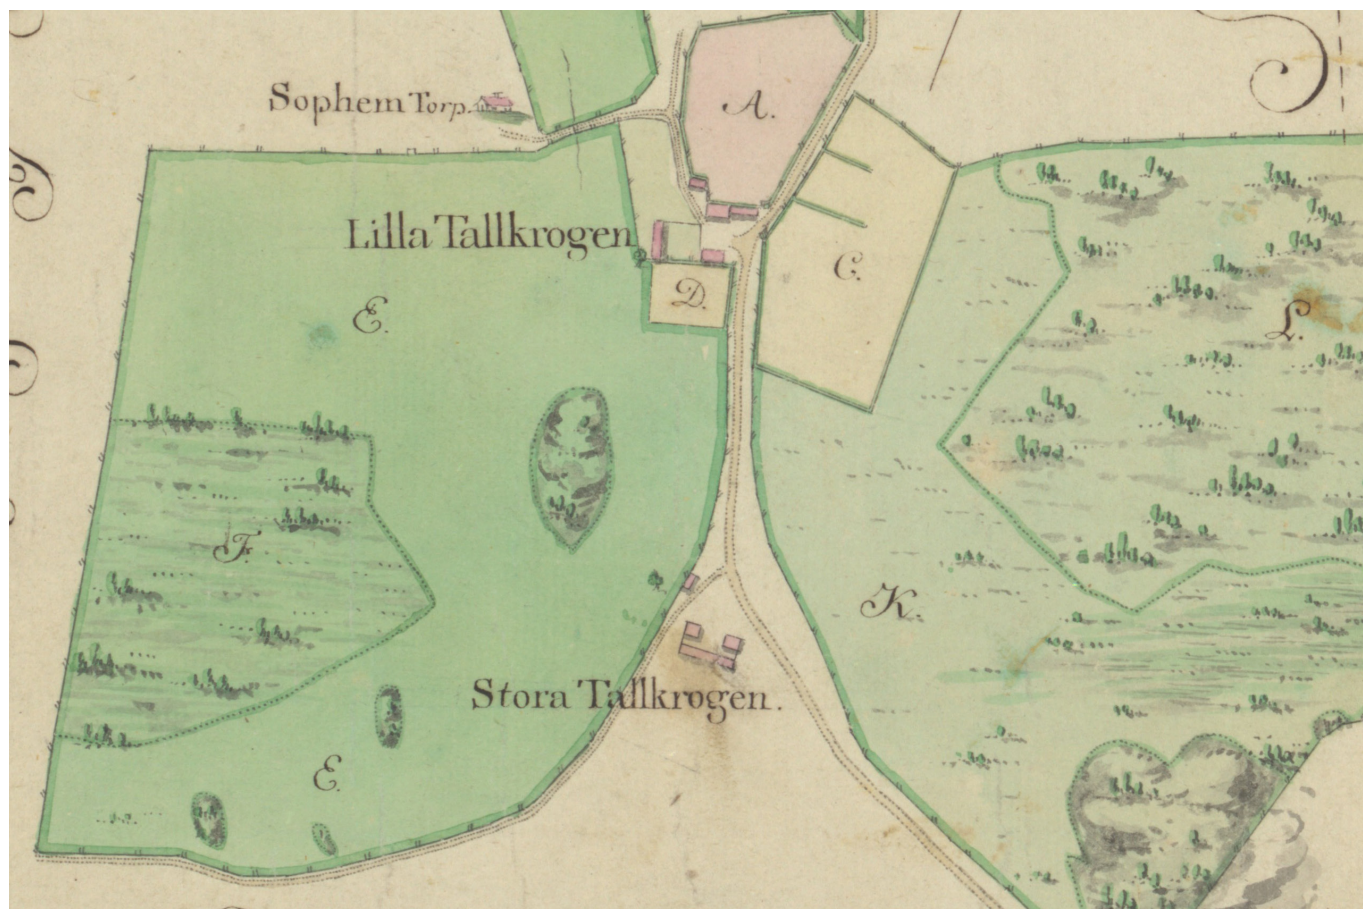 Sophem Torp.
A.
Lilla Tallkrogen
C.
D.
E.
L.
F.
K.
Stora Tallkrogen.
E.